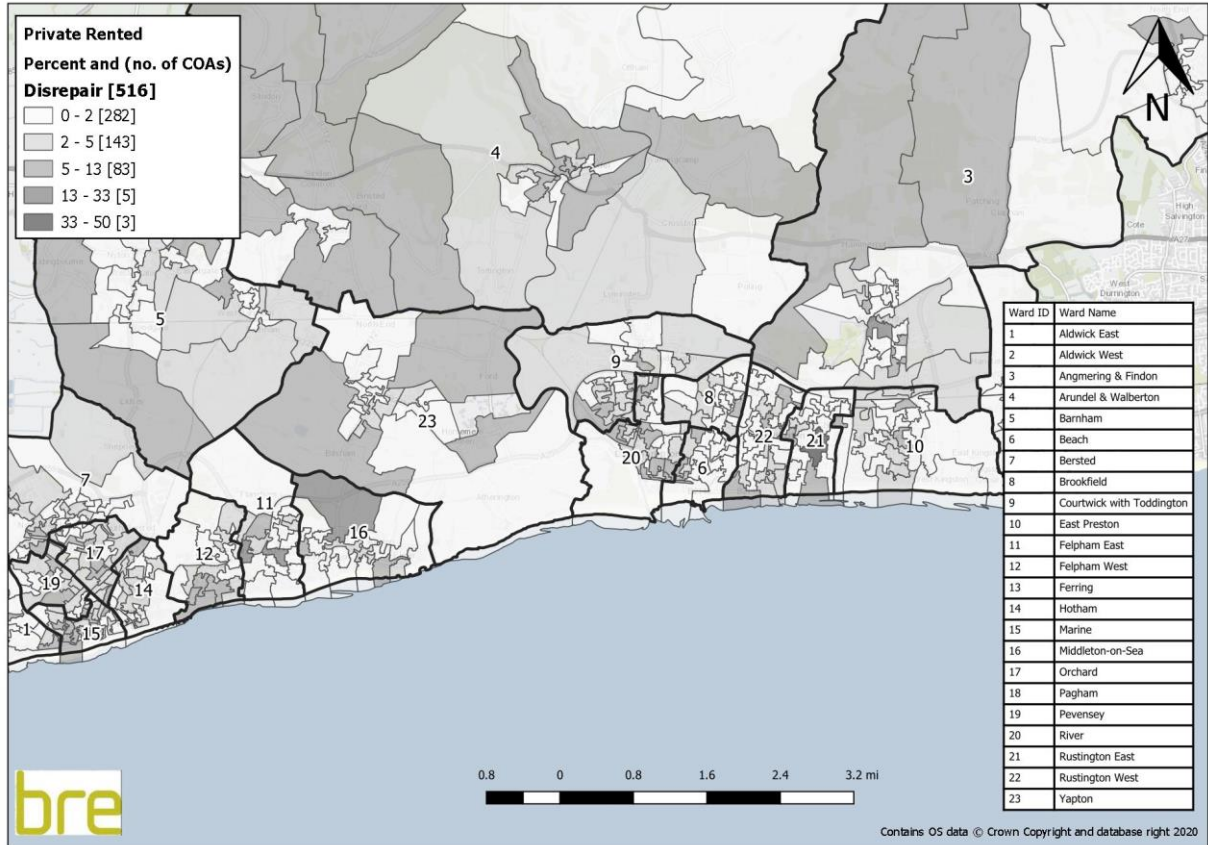 Private Rented
Percent and (no. of COAs)
Disrepair [516]
0 - 2 [282]
2 - 5 [143]
5 - 13 [83]
13 - 33 [5]
33 - 50 [3]
N
4
3
5
9
8
23
22
21
10
20
6
7
11
16
12
17
19
14
1
15
Cote
High
Salvington
A27
West
Durrington
Ward ID Ward Name
1 Aldwick East
2 Aldwick West
3 Angmering & Findon
4 Arundel & Walberton
5 Barnham
6 Beach
7 Bersted
8 Brookfield
9 Courtwick with Toddington
10 East Preston
11 Felpham East
12 Felpham West
13 Ferring
14 Hotham
15 Marine
16 Middleton-on-Sea
17 Orchard
18 Pagham
19 Pevensey
20 River
21 Rustington East
22 Rustington West
23 Yapton
0.8 0 0.8 1.6 2.4 3.2 mi
bre
Contains OS data © Crown Copyright and database right 2020